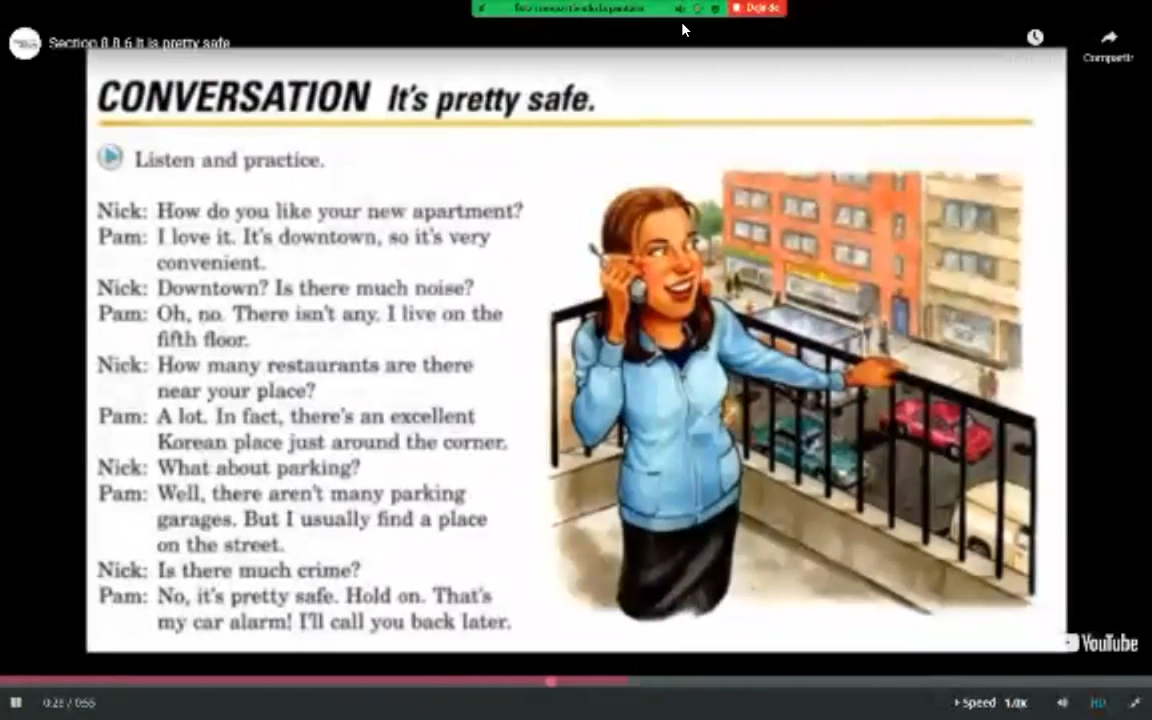 Section 8.8.6 It is pretty safe
Compartir
CONVERSATION It's pretty safe.
Listen and practice.
Nick: How do you like your new apartment?
Pam: I love it. It's downtown, so it's very
convenient.
Nick: Downtown? Is there much noise?
Pam: Oh, no. There isn't any. I live on the
fifth floor.
Nick: How many restaurants are there
near your place?
Pam: A lot. In fact, there's an excellent
Korean place just around the corner.
Nick: What about parking?
Pam: Well, there aren't many parking
garages. But I usually find a place
on the street.
Nick: Is there much crime?
Pam: No, it's pretty safe. Hold on. That's
my car alarm! I'll call you back later.
YouTube
Speed 1.0x
HD